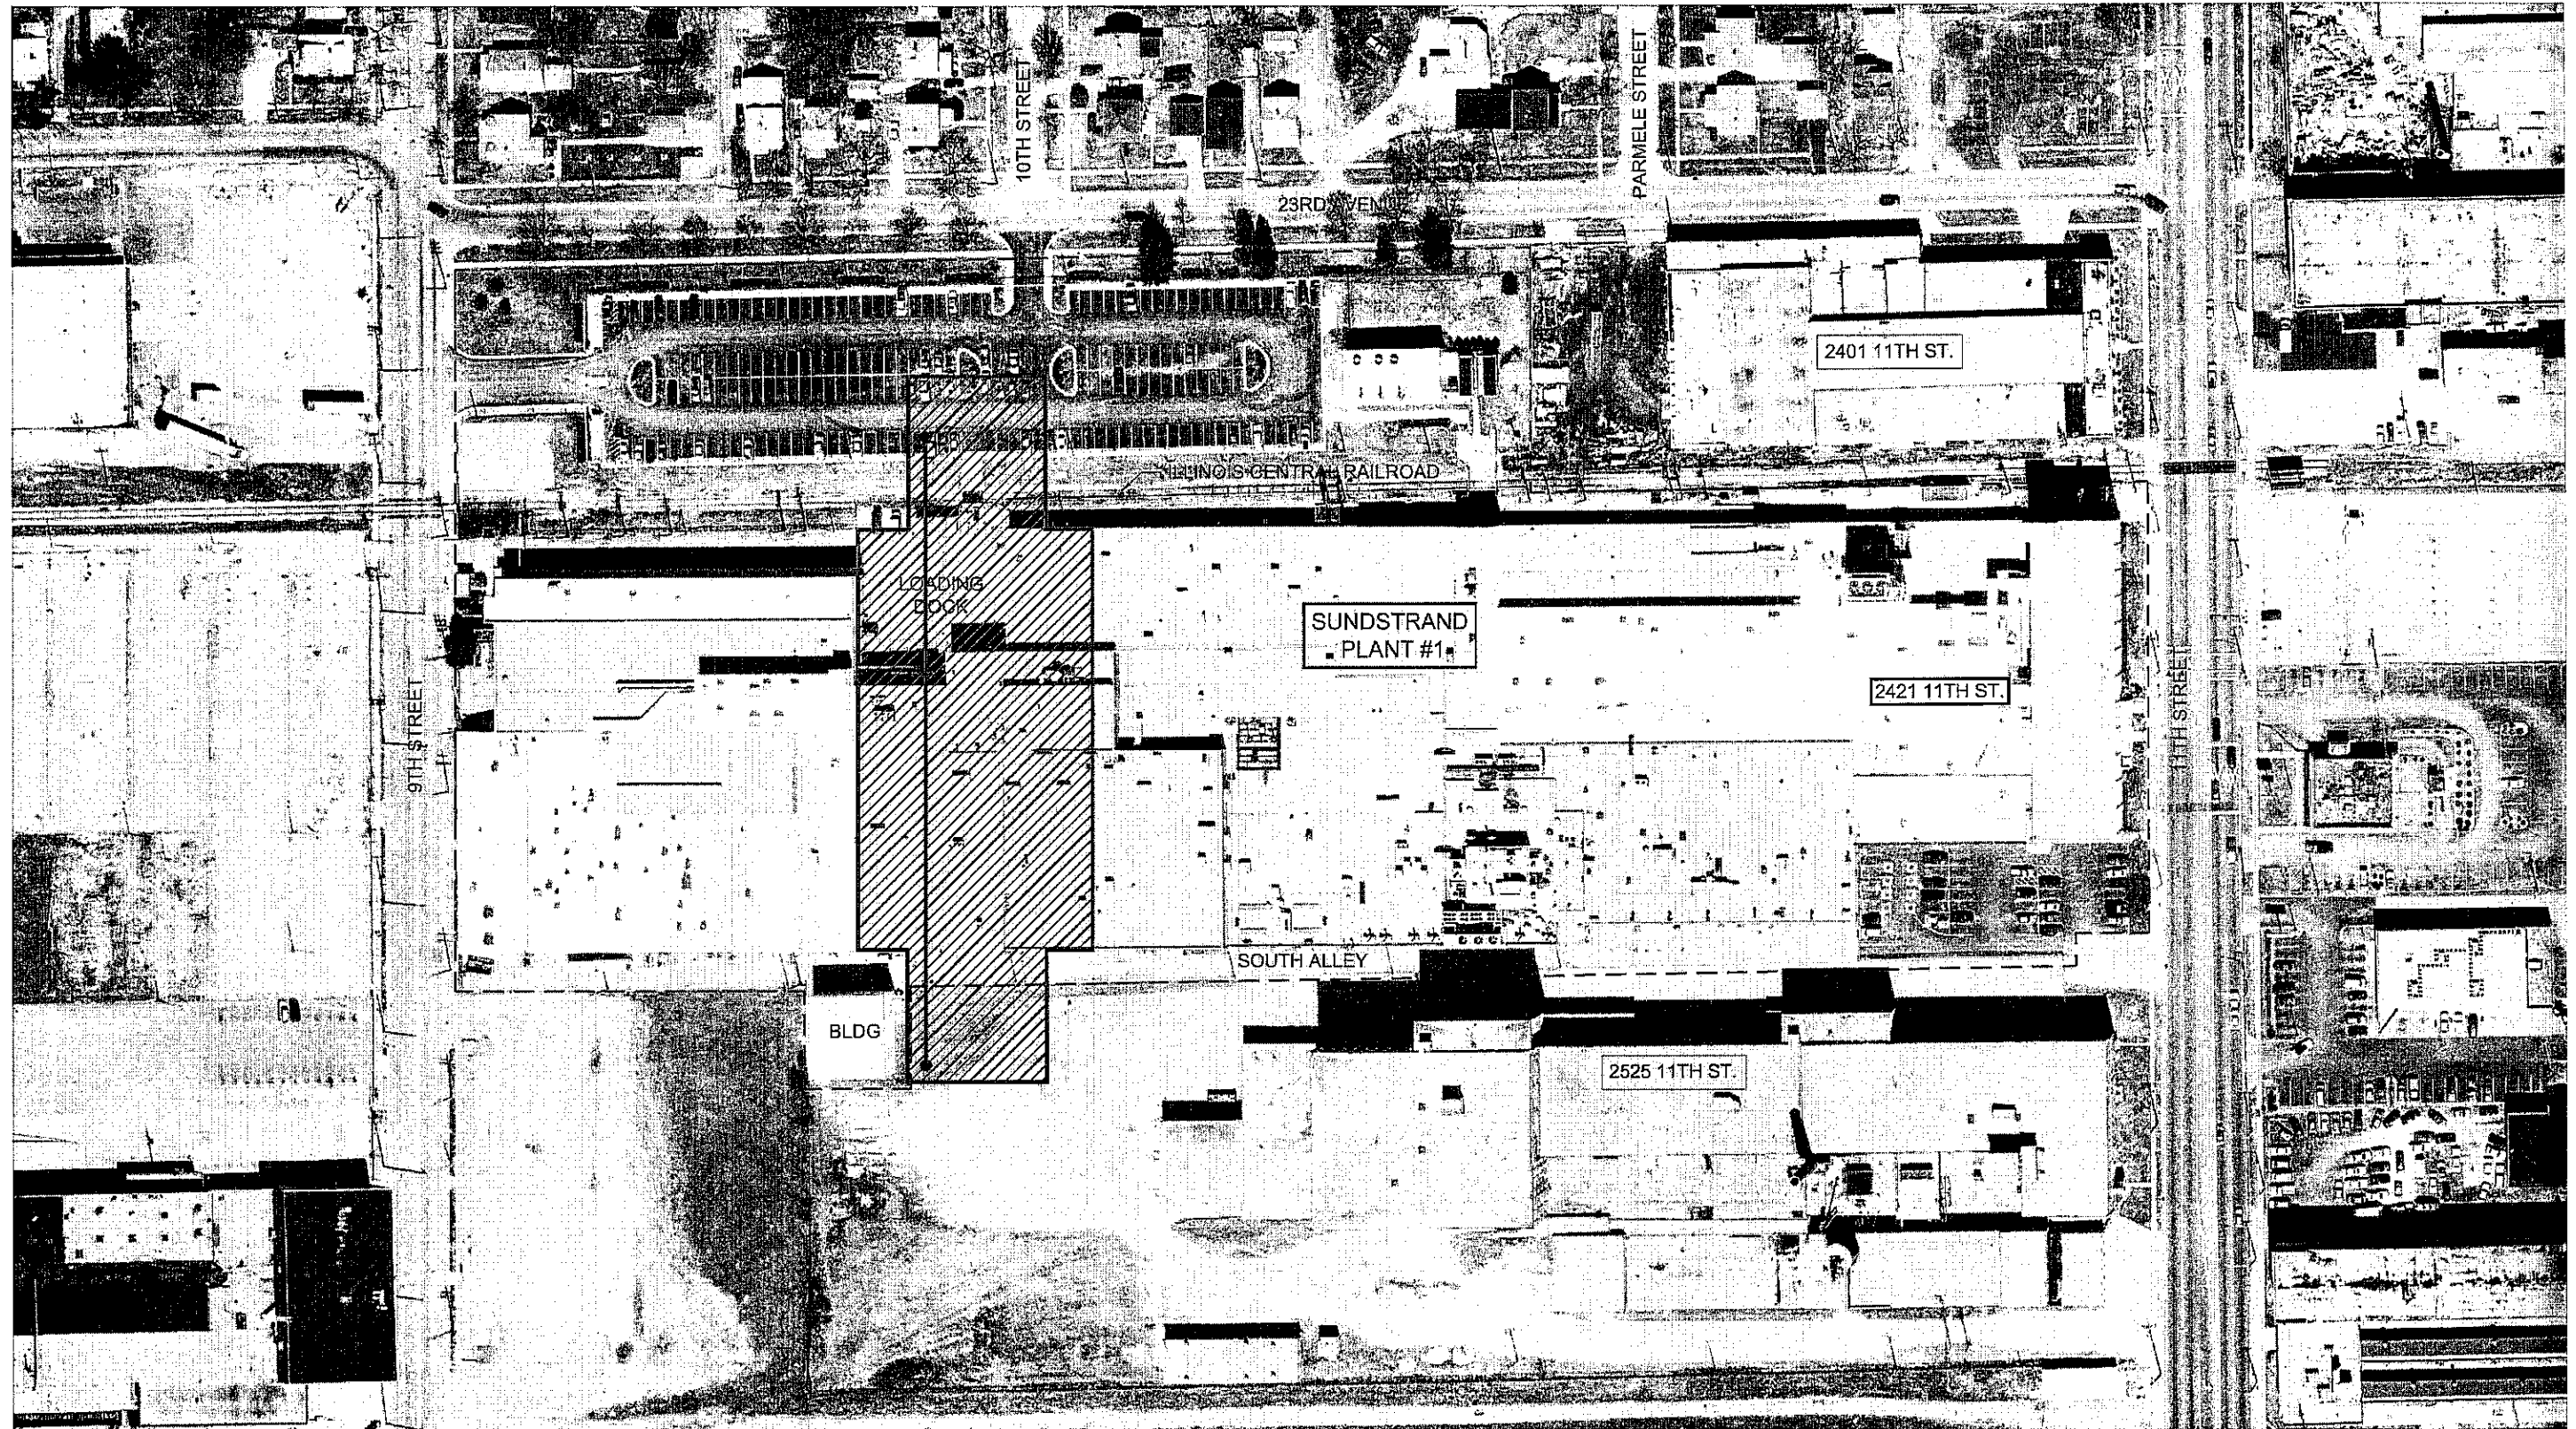 10TH STREET
PARMELE STREET
23RD AVENUE
2401 11TH ST.
ILLINOIS CENTRAL RAILROAD
LOADING
DOCK
SUNDSTRAND
PLANT #1
2421 11TH ST.
9TH STREET
11TH STREET
SOUTH ALLEY
BLDG
2525 11TH ST.